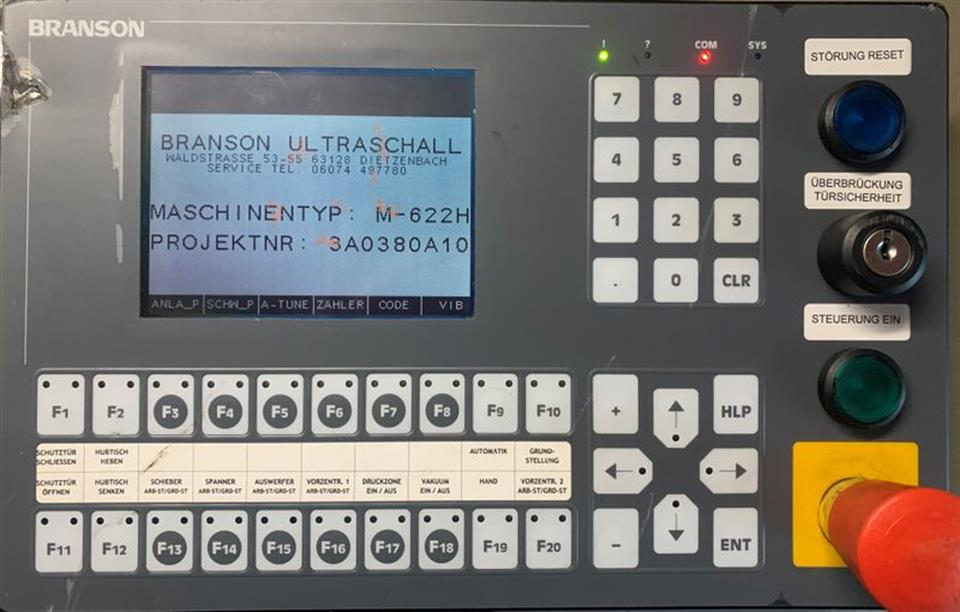 BRANSON
! ? COM SYS
STÖRUNG RESET
BRANSON ULTRASCHALL
WALDSTRASSE 53-55 63128 DIETZENBACH
SERVICE TEL. 06074 497780
MASCHINENTYP: M-622H
PROJEKTNR: 3A0380A10
ANLA_P SCHW_P A-TUNE ZÄHLER CODE VIB
7 8 9
4 5 6
1 2 3
. 0 CLR
ÜBERBRÜCKUNG
TÜRSICHERHEIT
STEUERUNG EIN
F1 F2 F3 F4 F5 F6 F7 F8 F9 F10
+ HLP
SCHUTZTÜR HUBTISCH AUTOMATIK GRUND-
SCHLIESSEN HEBEN STELLUNG
SCHUTZTÜR HUBTISCH SCHIEBER SPANNER AUSWERFER VORZENTR. 1 DRUCKZONE VAKUUM HAND VORZENTR. 2
ÖFFNEN SENKEN ARB-ST/GRD-ST ARB-ST/GRD-ST ARB-ST/GRD-ST ARB-ST/GRD-ST EIN / AUS EIN / AUS ARB-ST/GRD-ST
F11 F12 F13 F14 F15 F16 F17 F18 F19 F20
- ENT